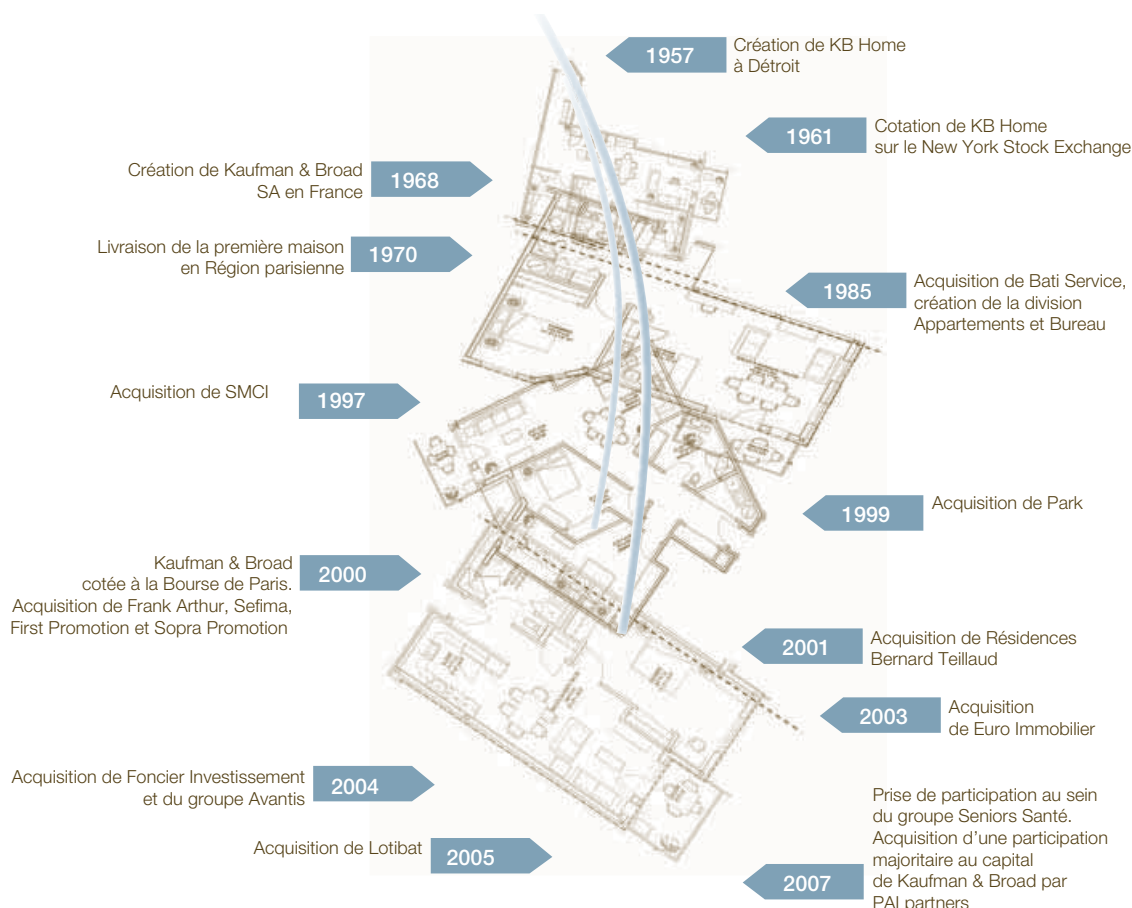 1957
Création de KB Home
à Détroit
1961
Cotation de KB Home
sur le New York Stock Exchange
Création de Kaufman & Broad
SA en France
1968
Livraison de la première maison
en Région parisienne
1970
1985
Acquisition de Bati Service,
création de la division
Appartements et Bureau
Acquisition de SMCI
1997
1999
Acquisition de Park
Kaufman & Broad
cotée à la Bourse de Paris.
Acquisition de Frank Arthur, Sefima,
First Promotion et Sopra Promotion
2000
2001
Acquisition de Résidences
Bernard Teillaud
2003
Acquisition
de Euro Immobilier
Acquisition de Foncier Investissement
et du groupe Avantis
2004
Acquisition de Lotibat
2005
2007
Prise de participation au sein
du groupe Seniors Santé.
Acquisition d’une participation
majoritaire au capital
de Kaufman & Broad par
PAI partners